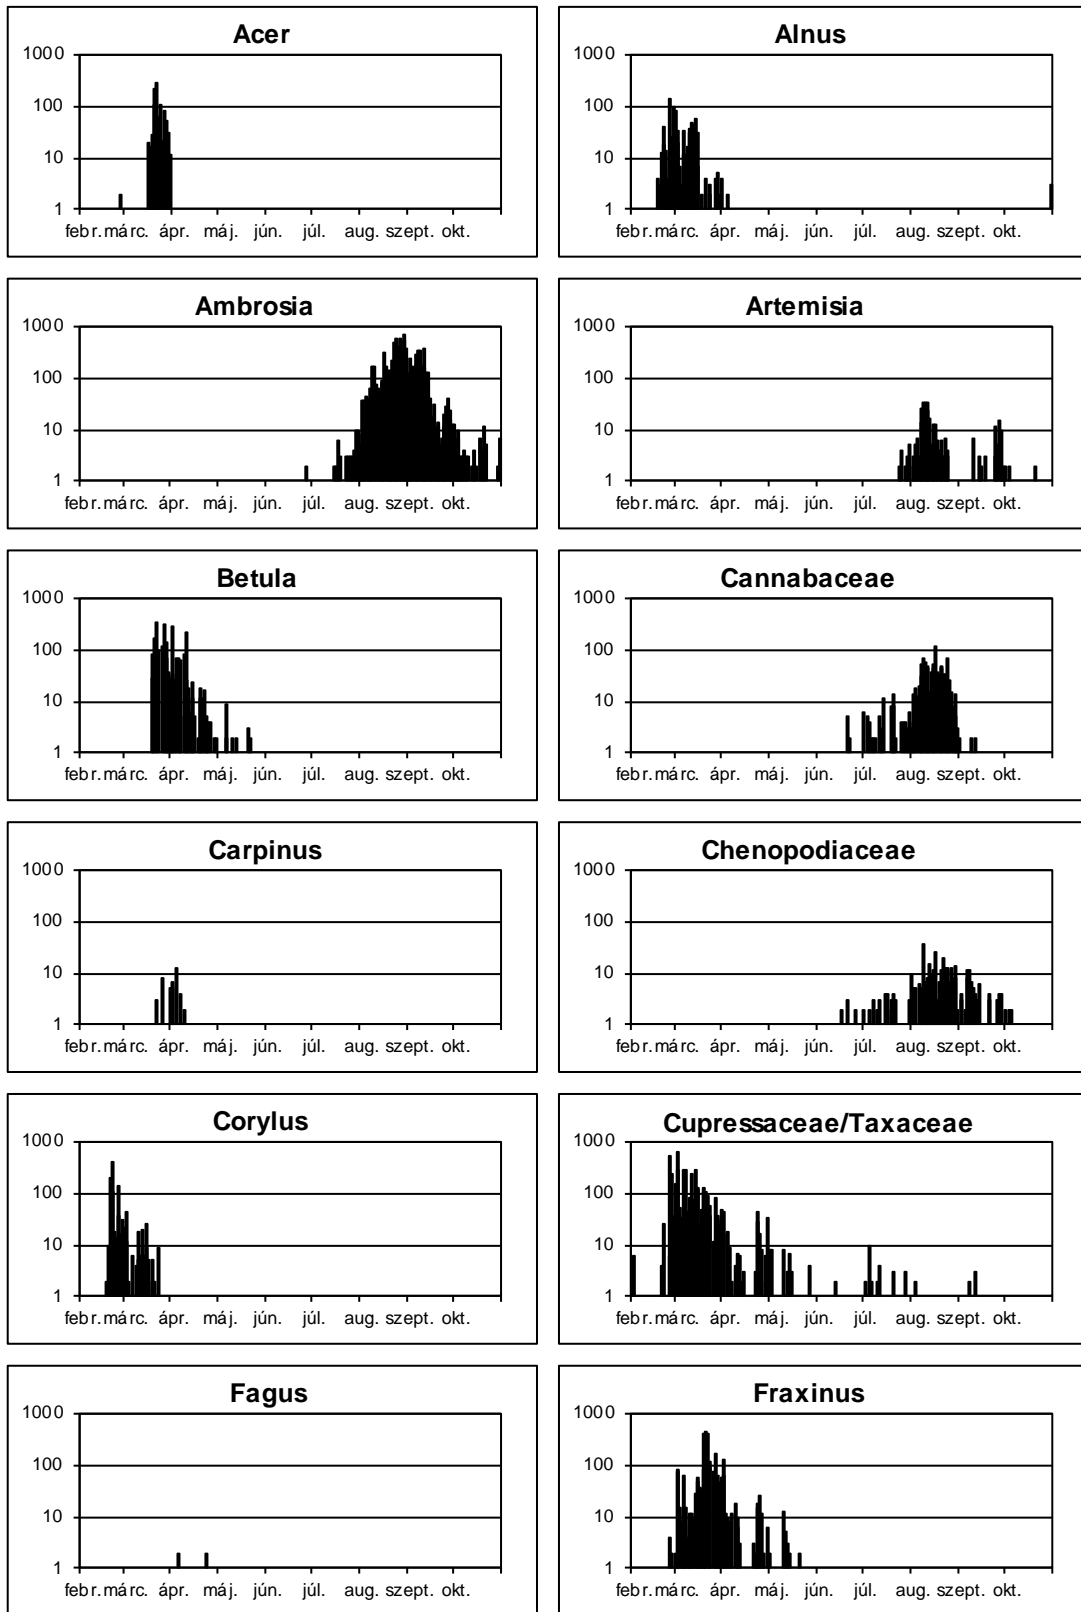 Acer
1000
100
10
1
febr. márc. ápr. máj. jún. júl. aug. szept. okt.
Alnus
1000
100
10
1
febr. márc. ápr. máj. jún. júl. aug. szept. okt.
Ambrosia
1000
100
10
1
febr. márc. ápr. máj. jún. júl. aug. szept. okt.
Artemisia
1000
100
10
1
febr. márc. ápr. máj. jún. júl. aug. szept. okt.
Betula
1000
100
10
1
febr. márc. ápr. máj. jún. júl. aug. szept. okt.
Cannabaceae
1000
100
10
1
febr. márc. ápr. máj. jún. júl. aug. szept. okt.
Carpinus
1000
100
10
1
febr. márc. ápr. máj. jún. júl. aug. szept. okt.
Chenopodiaceae
1000
100
10
1
febr. márc. ápr. máj. jún. júl. aug. szept. okt.
Corylus
1000
100
10
1
febr. márc. ápr. máj. jún. júl. aug. szept. okt.
Cupressaceae/Taxaceae
1000
100
10
1
febr. márc. ápr. máj. jún. júl. aug. szept. okt.
Fagus
1000
100
10
1
febr. márc. ápr. máj. jún. júl. aug. szept. okt.
Fraxinus
1000
100
10
1
febr. márc. ápr. máj. jún. júl. aug. szept. okt.